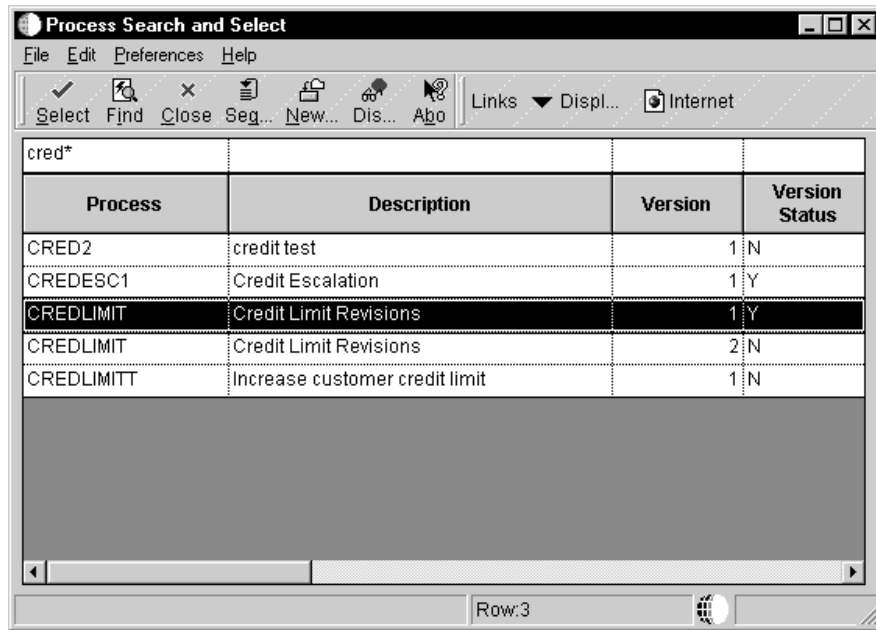 Process Search and Select
File Edit Preferences Help
Select Find Close Seq... New... Dis... Abo Links Displ... Internet
cred*
Process Description Version Version Status
CRED2 credit test 1 N
CREDESC1 Credit Escalation 1 Y
CREDLIMIT Credit Limit Revisions 1 Y
CREDLIMIT Credit Limit Revisions 2 N
CREDLIMITT Increase customer credit limit 1 N
Row:3